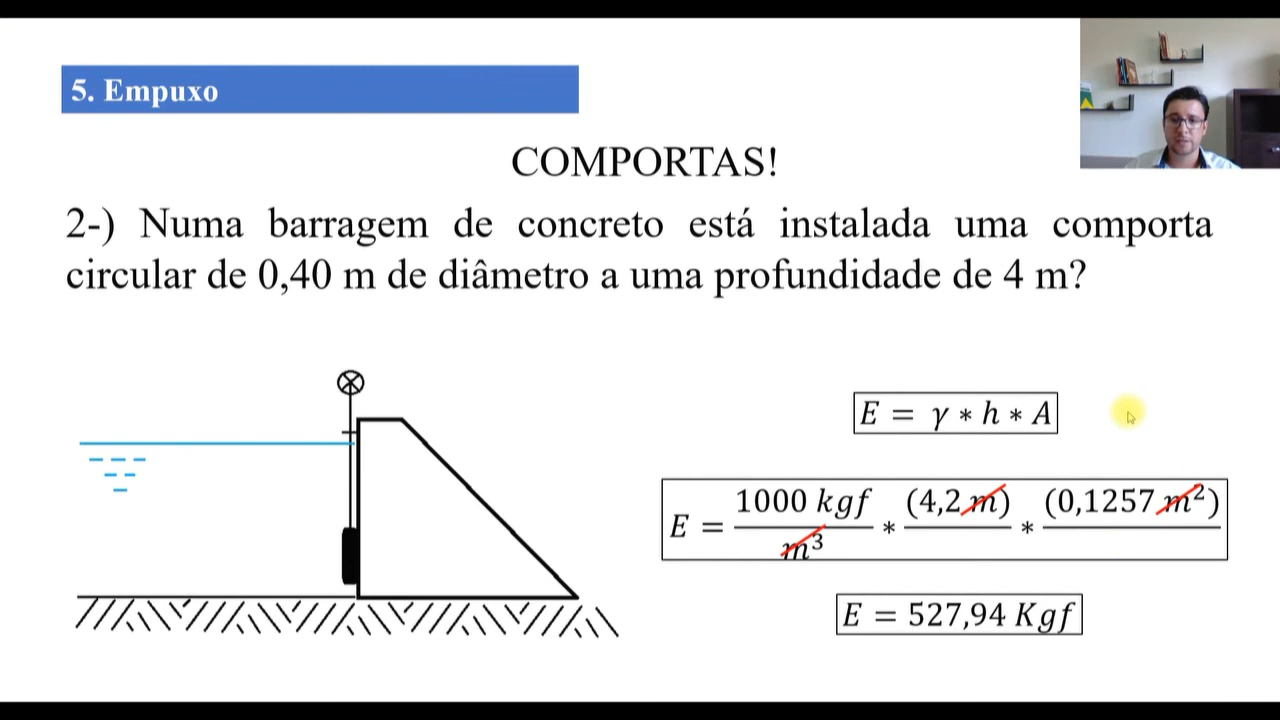 5. Empuxo
COMPORTAS!
2-) Numa barragem de concreto está instalada uma comporta
circular de 0,40 m de diâmetro a uma profundidade de 4 m?
E = γ * h * A
E = 1000 kgf / m³ * (4,2 m) * (0,1257 m²)
E = 527,94 Kgf